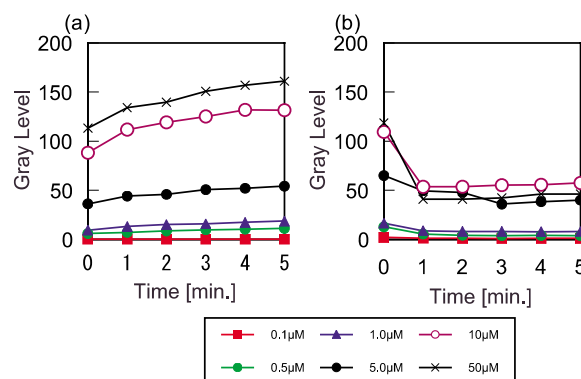 (a) (b)
200 200
150 150
100 100
50 50
0 0
Gray Level Gray Level
0 1 2 3 4 5 0 1 2 3 4 5
Time [min.] Time [min.]
0.1μM 1.0μM 10μM
0.5μM 5.0μM 50μM